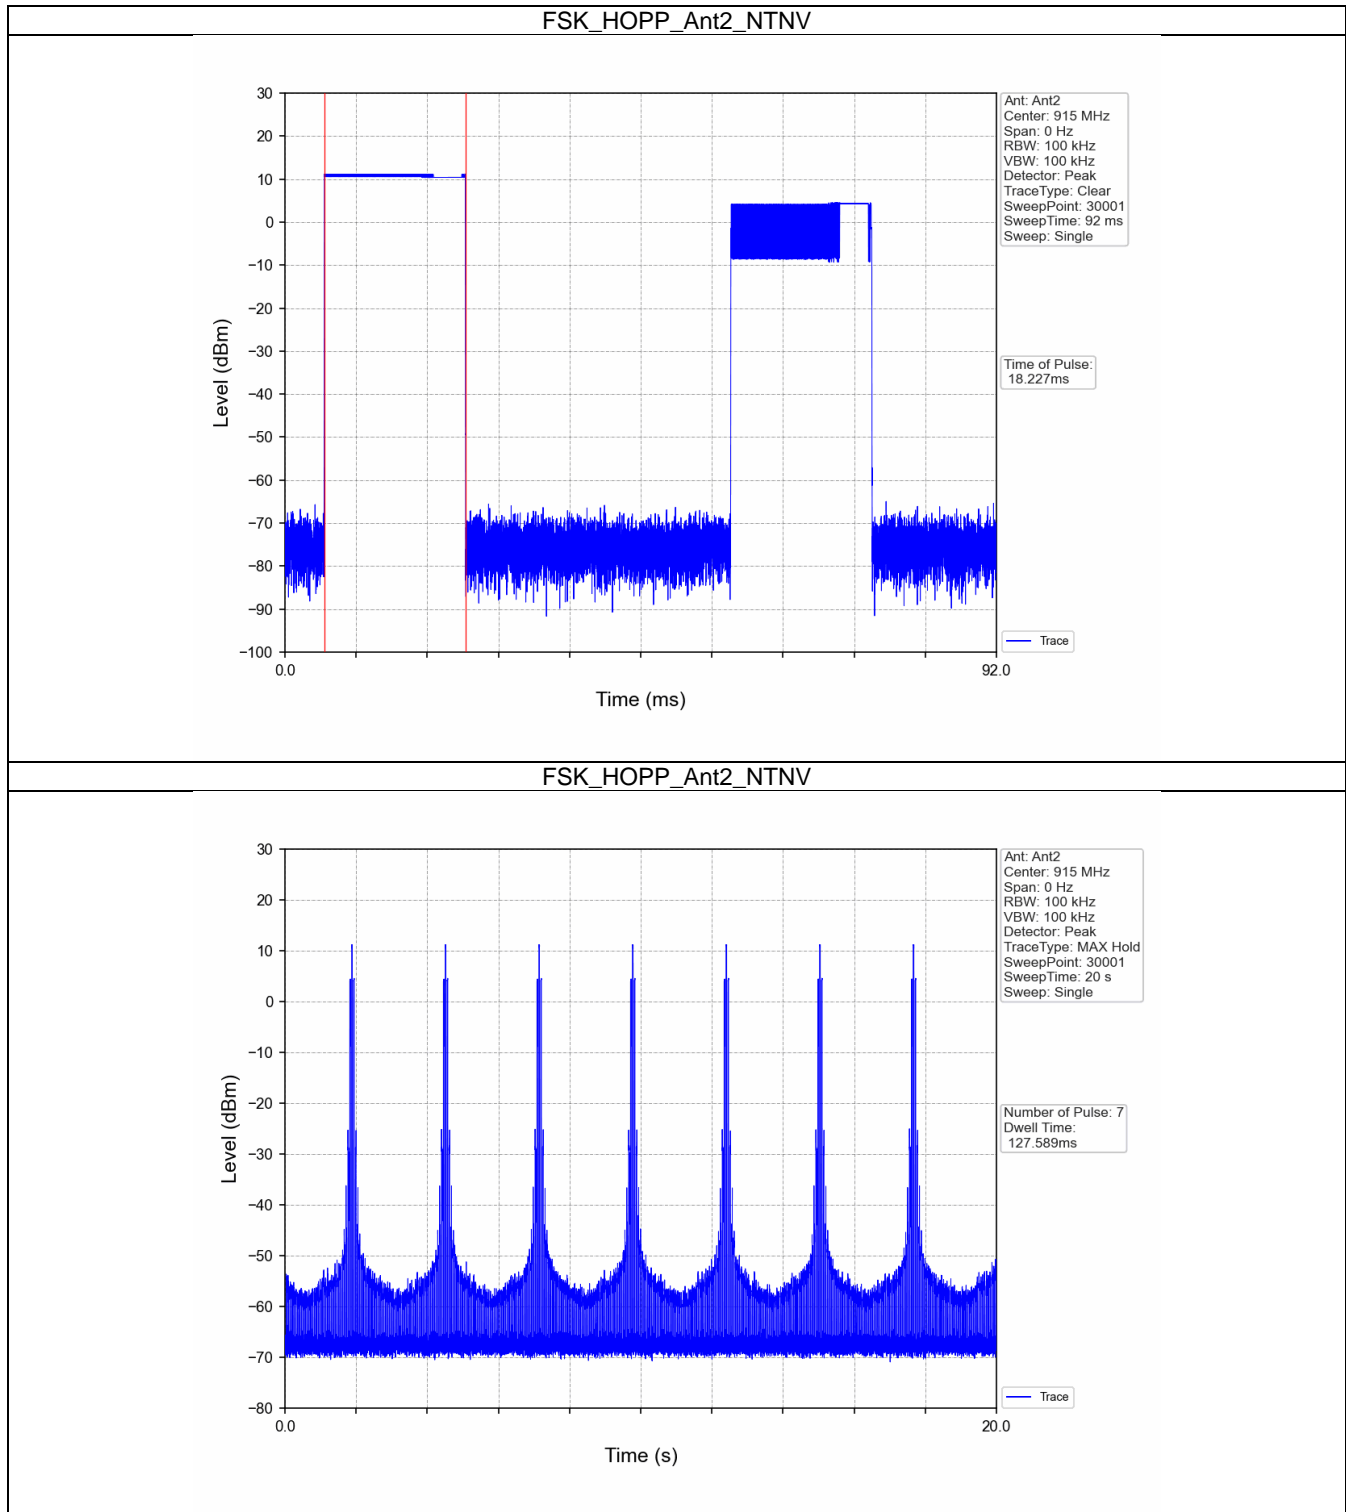 FSK_HOPP_Ant2_NTNV
30
20
10
0
−10
−20
−30
−40
−50
−60
−70
−80
−90
−100
Level (dBm)
0.0
92.0
Time (ms)
Ant: Ant2
Center: 915 MHz
Span: 0 Hz
RBW: 100 kHz
VBW: 100 kHz
Detector: Peak
TraceType: Clear
SweepPoint: 30001
SweepTime: 92 ms
Sweep: Single
Time of Pulse:
18.227ms
Trace
FSK_HOPP_Ant2_NTNV
30
20
10
0
−10
−20
−30
−40
−50
−60
−70
−80
Level (dBm)
0.0
20.0
Time (s)
Ant: Ant2
Center: 915 MHz
Span: 0 Hz
RBW: 100 kHz
VBW: 100 kHz
Detector: Peak
TraceType: MAX Hold
SweepPoint: 30001
SweepTime: 20 s
Sweep: Single
Number of Pulse: 7
Dwell Time:
127.589ms
Trace